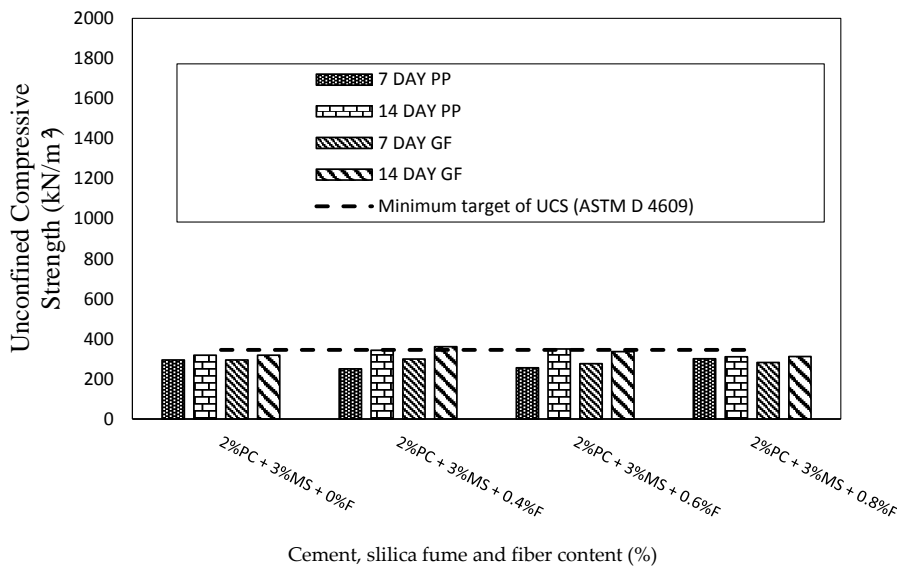 2000
1800
1600
1400
1200
1000
800
600
400
200
0
Unconfined Compressive
Strength (kN/m²)
7 DAY PP
14 DAY PP
7 DAY GF
14 DAY GF
Minimum target of UCS (ASTM D 4609)
2%PC + 3%MS + 0%F
2%PC + 3%MS + 0.4%F
2%PC + 3%MS + 0.6%F
2%PC + 3%MS + 0.8%F
Cement, slilica fume and fiber content (%)